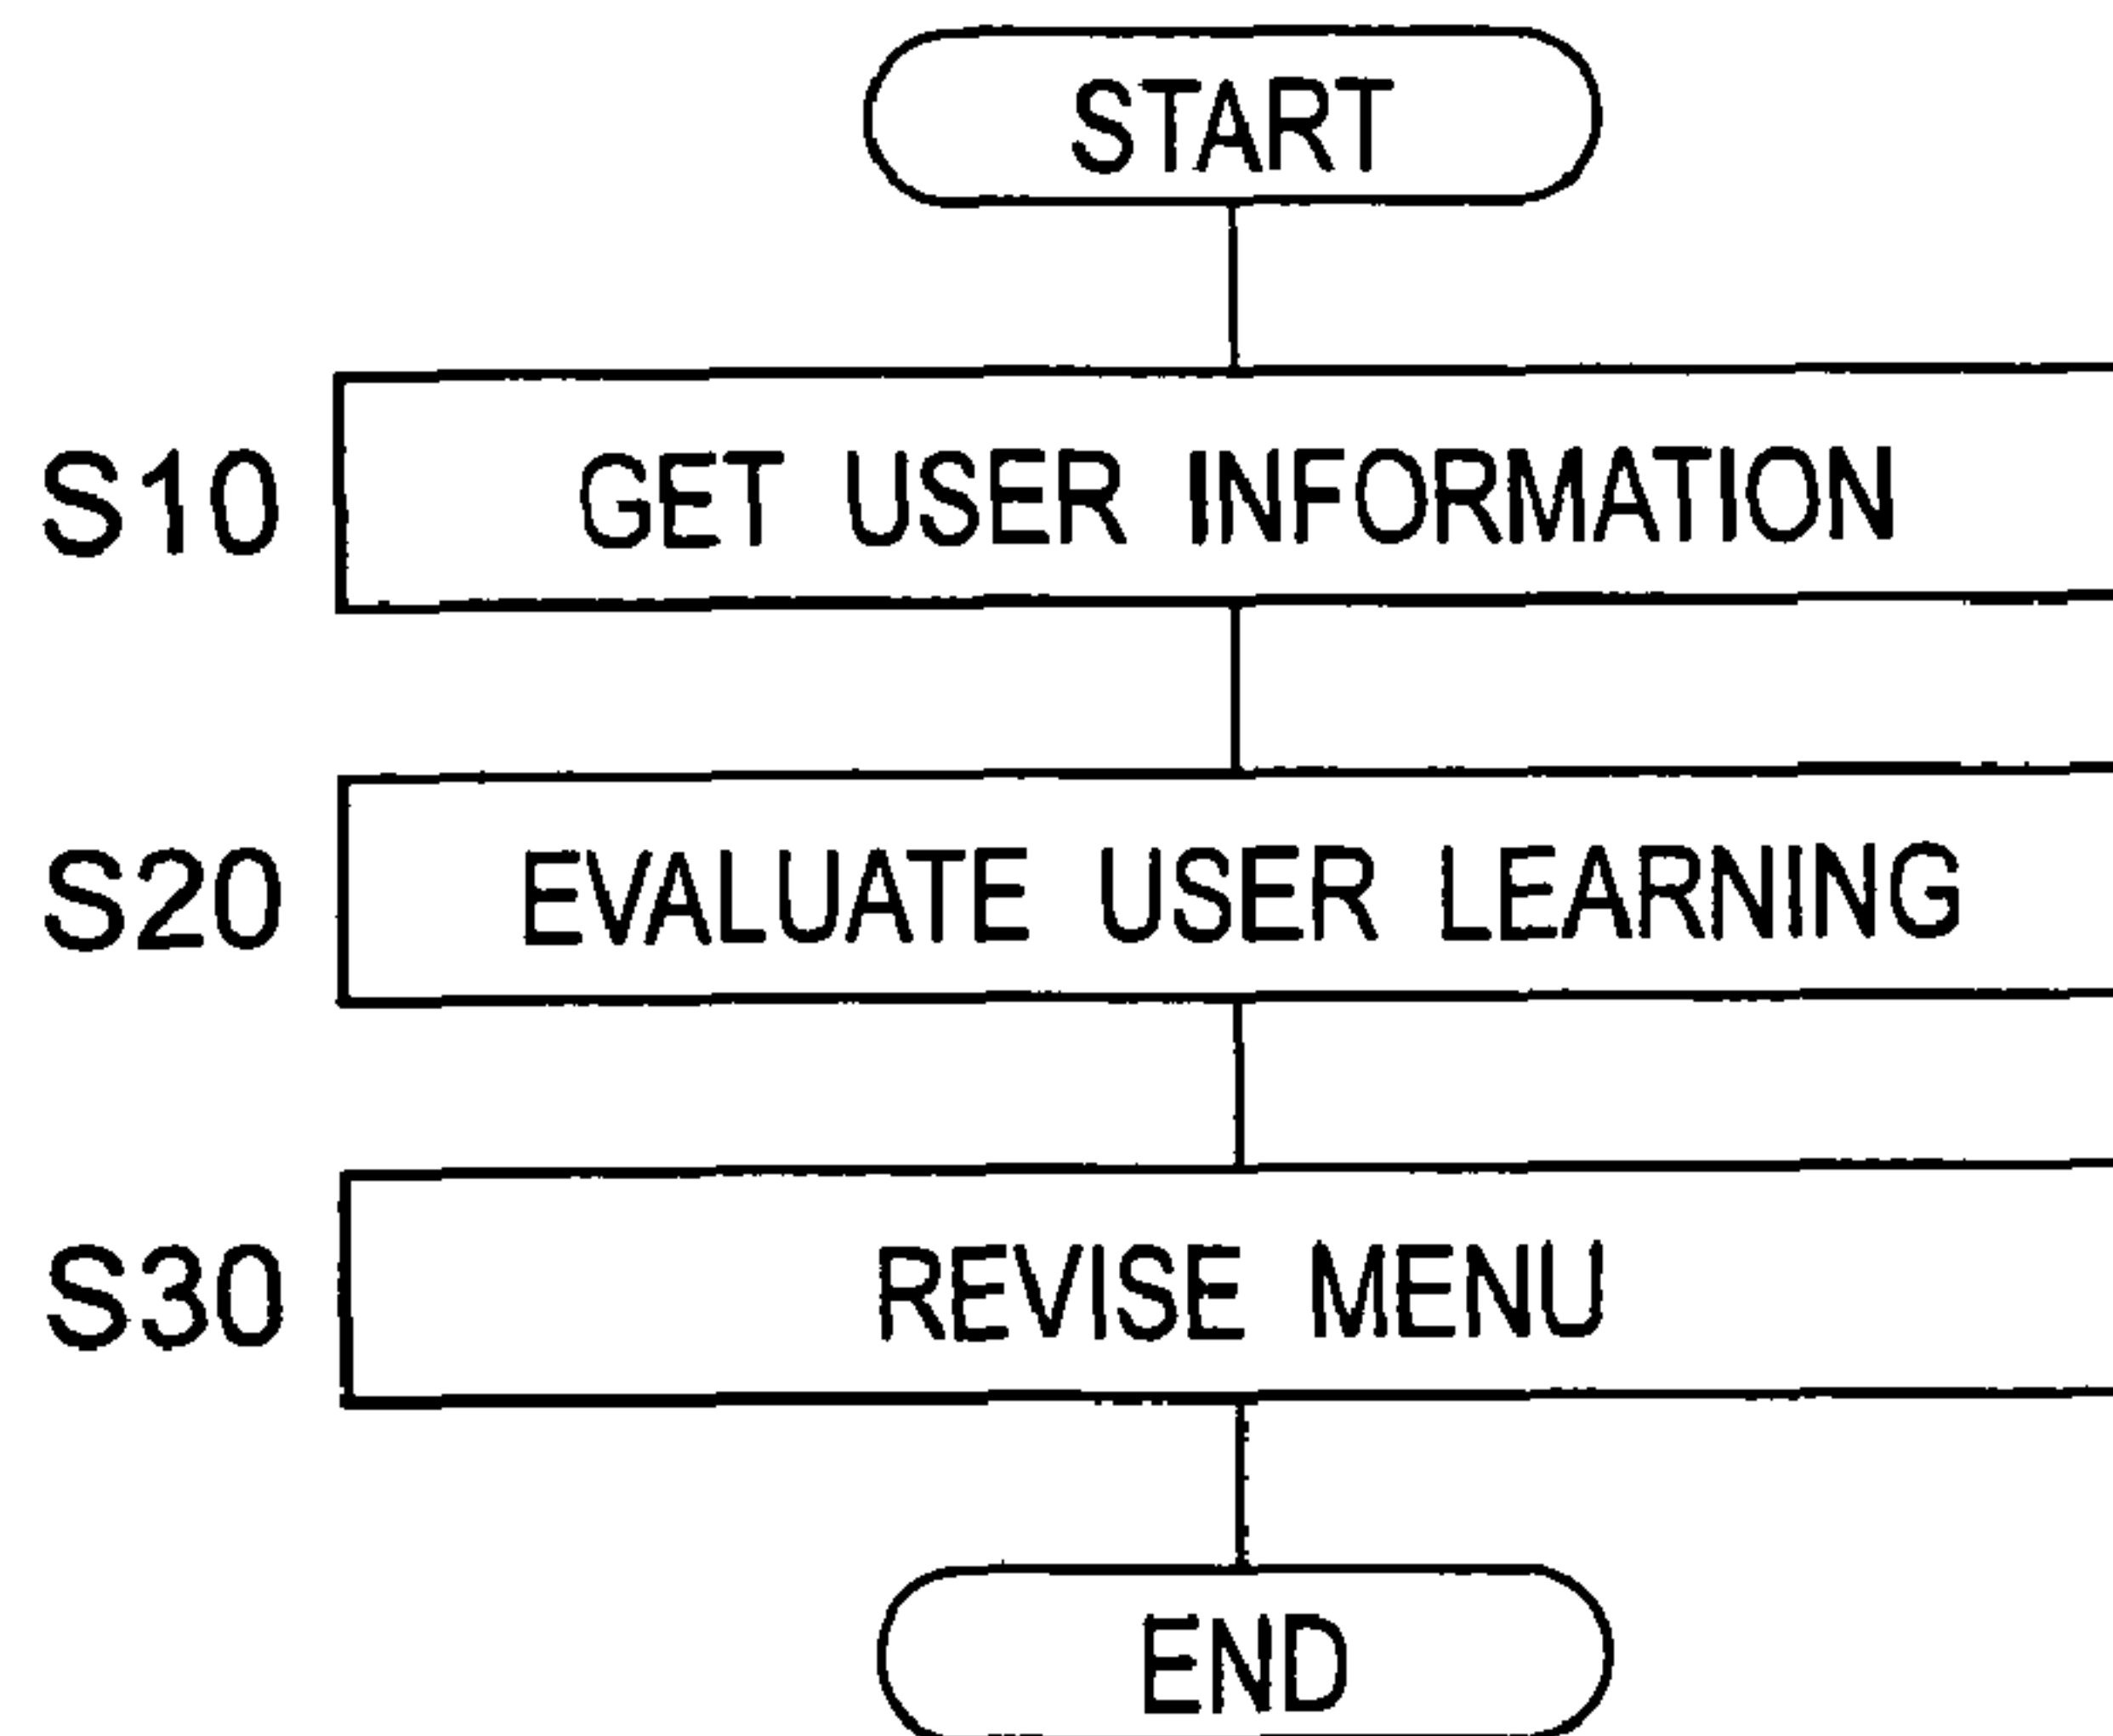 START
S10 GET USER INFORMATION
S20 EVALUATE USER LEARNING
S30 REVISE MENU
END